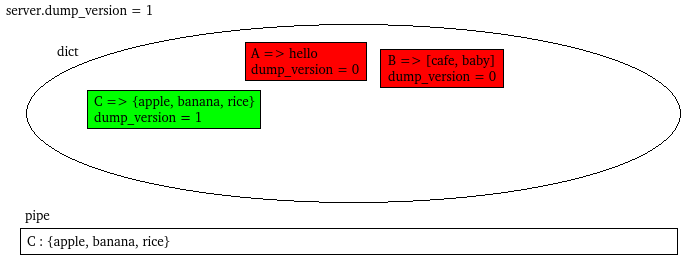 server.dump_version = 1
dict
A => hello
dump_version = 0
B => [cafe, baby]
dump_version = 0
C => {apple, banana, rice}
dump_version = 1
pipe
C : {apple, banana, rice}